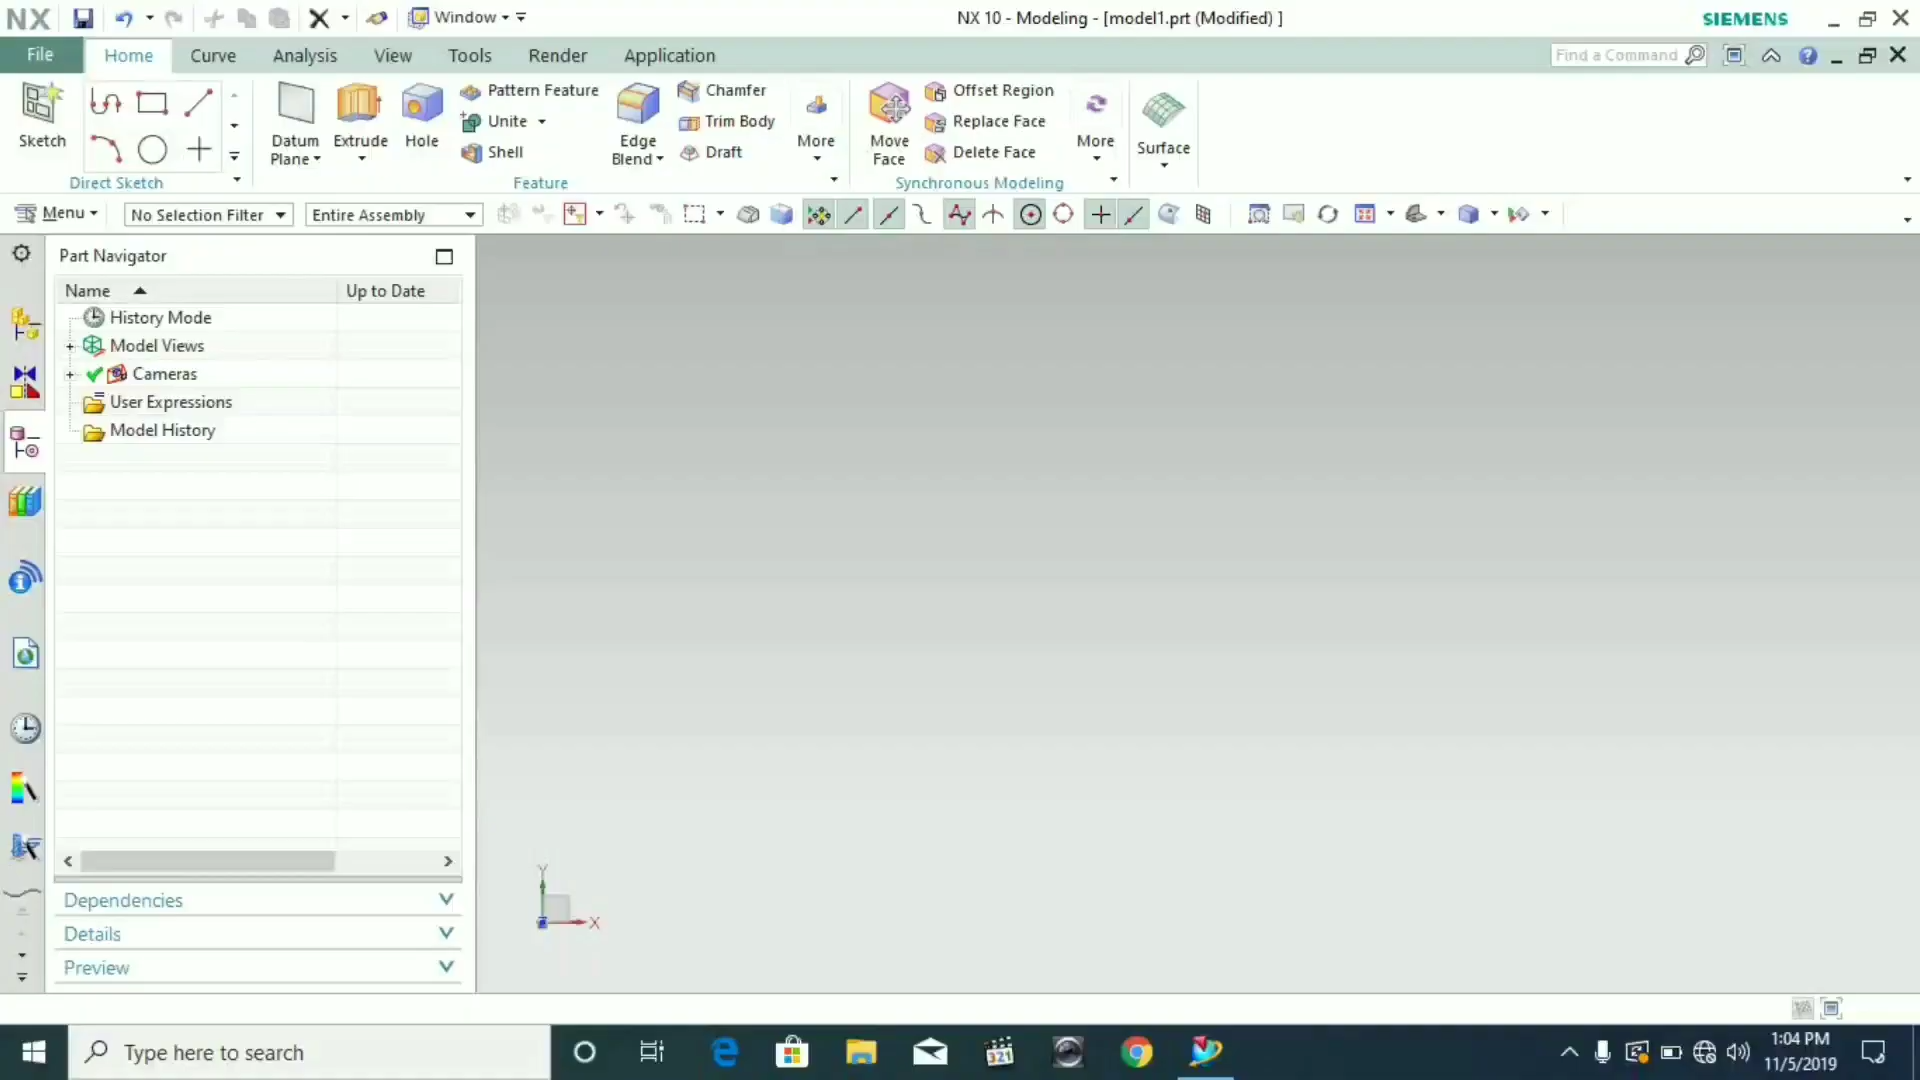 NX
Window
NX 10 - Modeling - [model1.prt (Modified) ]
SIEMENS
File
Home
Curve
Analysis
View
Tools
Render
Application
Find a Command
Sketch
Direct Sketch
Datum
Plane
Extrude
Hole
Pattern Feature
Unite
Shell
Edge
Blend
Chamfer
Trim Body
Draft
More
Feature
Move
Face
Offset Region
Replace Face
Delete Face
More
Synchronous Modeling
Surface
Menu
No Selection Filter
Entire Assembly
Part Navigator
Name
Up to Date
History Mode
Model Views
Cameras
User Expressions
Model History
Dependencies
Details
Preview
Y
X
Type here to search
321
1:04 PM
11/5/2019